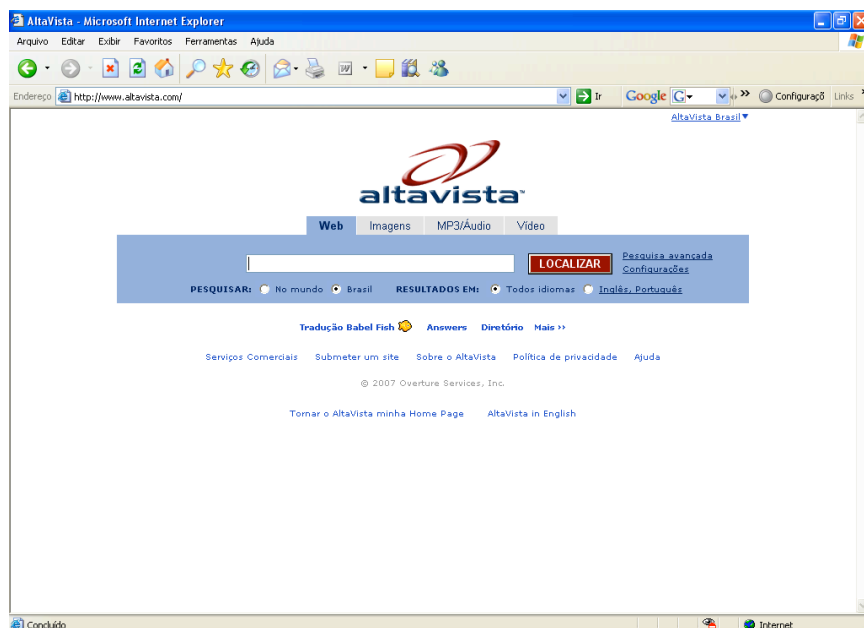 AltaVista - Microsoft Internet Explorer
Arquivo Editar Exibir Favoritos Ferramentas Ajuda
Endereço http://www.altavista.com/ Ir Google G Configuraçõ Links
AltaVista Brasil
altavista
Web Imagens MP3/Áudio Vídeo
LOCALIZAR Pesquisa avançada
Configurações
PESQUISAR: No mundo Brasil RESULTADOS EM: Todos idiomas Inglês, Português
Tradução Babel Fish Answers Diretório Mais ››
Serviços Comerciais Submeter um site Sobre o AltaVista Política de privacidade Ajuda
© 2007 Overture Services, Inc.
Tornar o AltaVista minha Home Page AltaVista in English
Concluído Internet